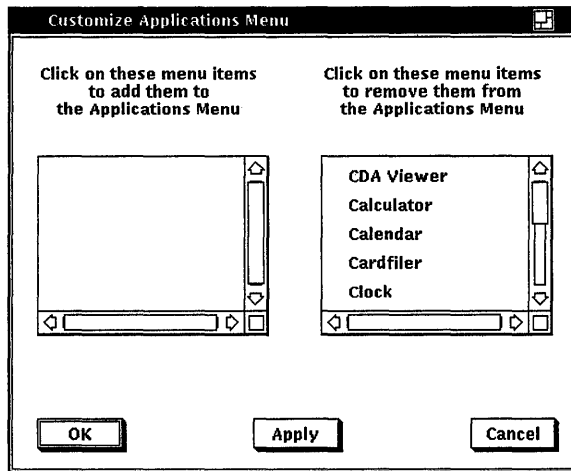 Customize Applications Menu
Click on these menu items
to add them to
the Applications Menu
Click on these menu items
to remove them from
the Applications Menu
CDA Viewer
Calculator
Calendar
Cardfiler
Clock
OK
Apply
Cancel